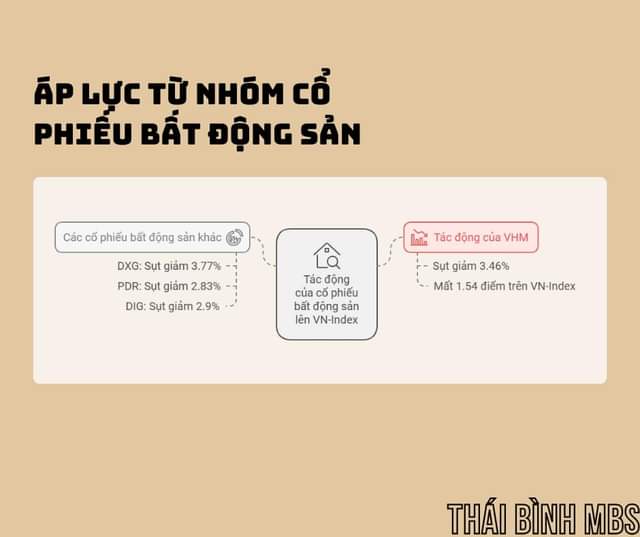 ÁP LỰC TỪ NHÓM CỔ
PHIẾU BẤT ĐỘNG SẢN
Các cổ phiếu bất động sản khác
DXG: Sụt giảm 3.77%
PDR: Sụt giảm 2.83%
DIG: Sụt giảm 2.9%
Tác động
của cổ phiếu
bất động sản
lên VN-Index
Tác động của VHM
Sụt giảm 3.46%
Mất 1.54 điểm trên VN-Index
THÁI BÌNH MBS